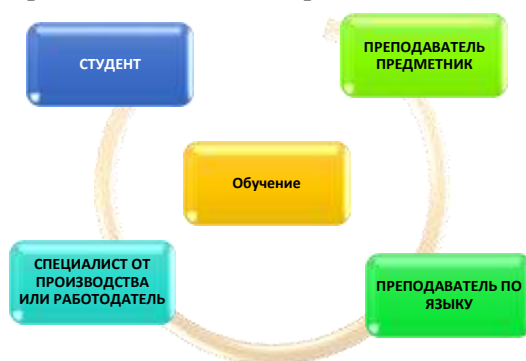 СТУДЕНТ
ПРЕПОДАВАТЕЛЬ
ПРЕДМЕТНИК
Обучение
СПЕЦИАЛИСТ ОТ
ПРОИЗВОДСТВА
ИЛИ РАБОТОДАТЕЛЬ
ПРЕПОДАВАТЕЛЬ ПО
ЯЗЫКУ